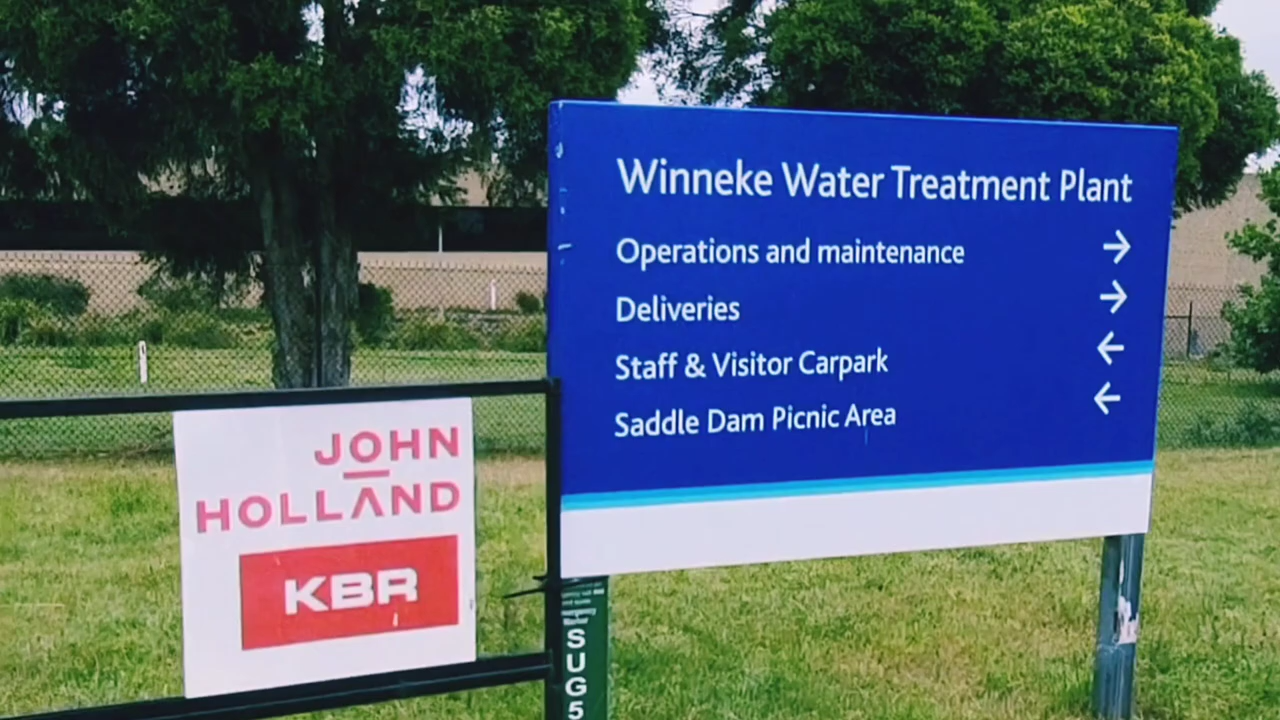 Winneke Water Treatment Plant
Operations and maintenance →
Deliveries →
Staff & Visitor Carpark ←
Saddle Dam Picnic Area ←
JOHN
HOLLAND
KBR
SUG5